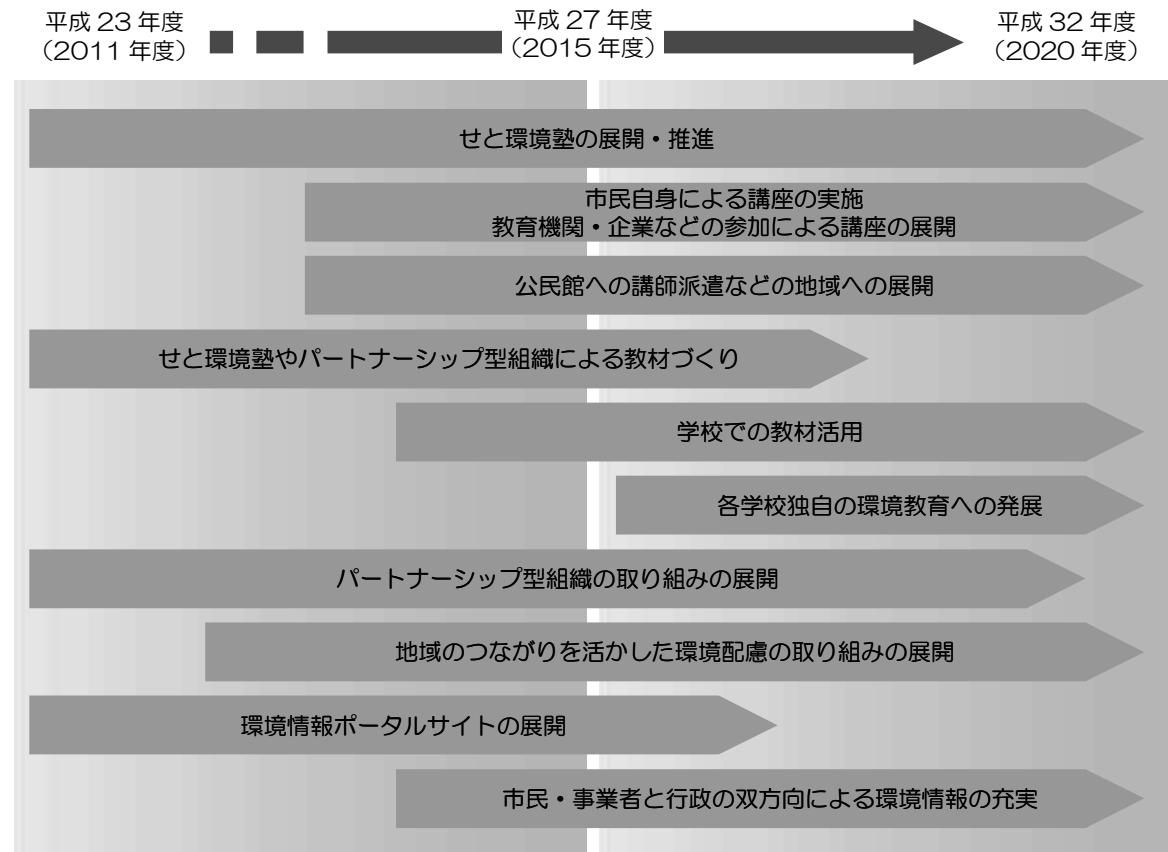 平成 23 年度
（2011 年度）
平成 27 年度
（2015 年度）
平成 32 年度
（2020 年度）
せと環境塾の展開・推進
市民自身による講座の実施
教育機関・企業などの参加による講座の展開
公民館への講師派遣などの地域への展開
せと環境塾やパートナーシップ型組織による教材づくり
学校での教材活用
各学校独自の環境教育への発展
パートナーシップ型組織の取り組みの展開
地域のつながりを活かした環境配慮の取り組みの展開
環境情報ポータルサイトの展開
市民・事業者と行政の双方向による環境情報の充実